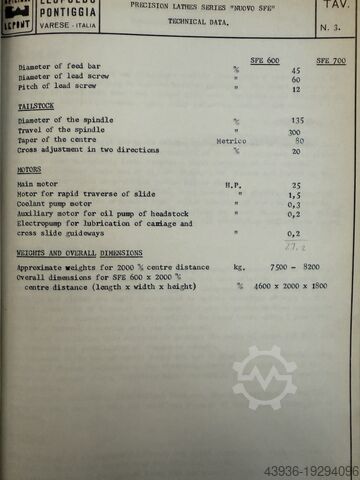 LEOPOLDO
PONTIGGIA
VARESE - ITALIA
LEPONT
PRECISION LATHES SERIES "NUOVO SFE"
TECHNICAL DATA.
TAV.
N. 3.
SFE 600 SFE 700
Diameter of feed bar % 45
Diameter of lead screw " 60
Pitch of lead screw " 12
TAILSTOCK
Diameter of the spindle % 135
Travel of the spindle " 300
Taper of the centre Metrico 80
Cross adjustment in two directions % 20
MOTORS
Main motor H.P. 25
Motor for rapid traverse of slide " 1,5
Coolant pump motor " 0,3
Auxiliary motor for oil pump of headstock " 0,2
Electropump for lubrication of carriage and
cross slide guideways " 0,2
27,2
WEIGHTS AND OVERALL DIMENSIONS
Approximate weights for 2000 % centre distance kg. 7500 - 8200
Overall dimensions for SFE 600 x 2000 %
centre distance (length x width x height) % 4600 x 2000 x 1800
43936-19294096